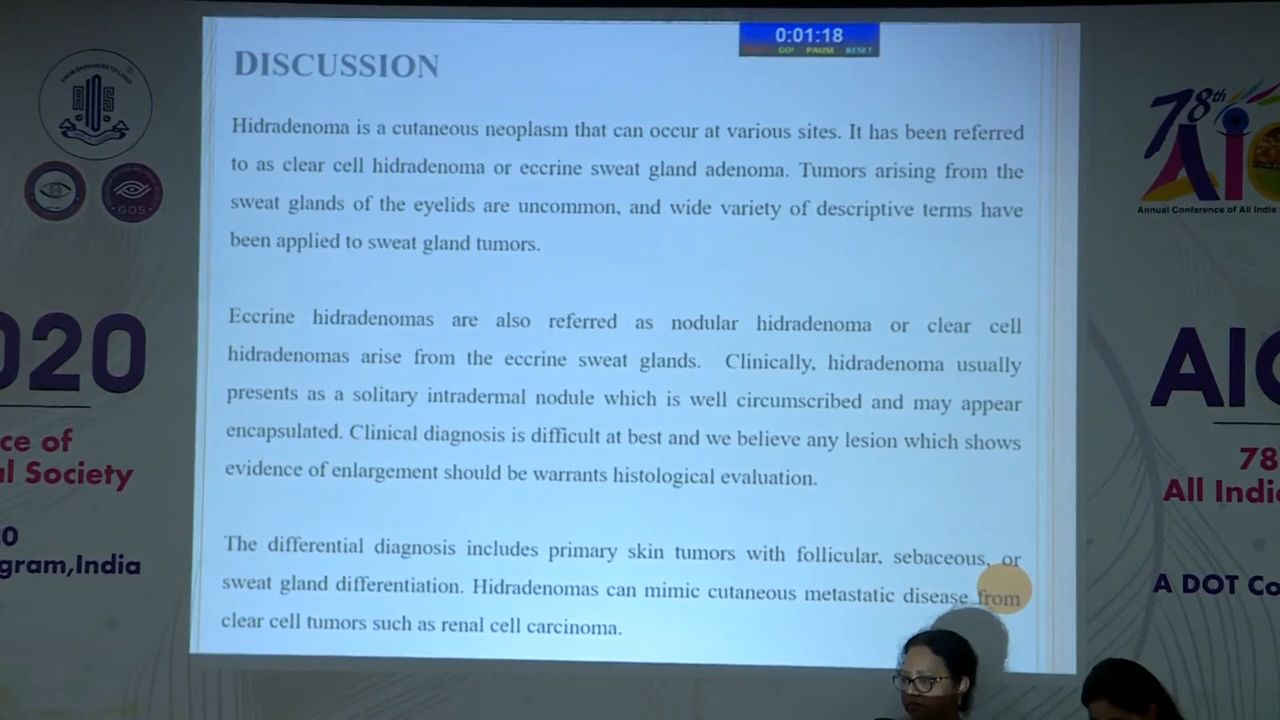 0:01:18
GO! PAUSE RESET
DISCUSSION
Hidradenoma is a cutaneous neoplasm that can occur at various sites. It has been referred
to as clear cell hidradenoma or eccrine sweat gland adenoma. Tumors arising from the
sweat glands of the eyelids are uncommon, and wide variety of descriptive terms have
been applied to sweat gland tumors.
Eccrine hidradenomas are also referred as nodular hidradenoma or clear cell
hidradenomas arise from the eccrine sweat glands. Clinically, hidradenoma usually
presents as a solitary intradermal nodule which is well circumscribed and may appear
encapsulated. Clinical diagnosis is difficult at best and we believe any lesion which shows
evidence of enlargement should be warrants histological evaluation.
The differential diagnosis includes primary skin tumors with follicular, sebaceous, or
sweat gland differentiation. Hidradenomas can mimic cutaneous metastatic disease from
clear cell tumors such as renal cell carcinoma.
GOS
020
ce of
l Society
0
gram,India
78th
AIO
Annual Conference of All India
AIO
78
All Indi
A DOT Co